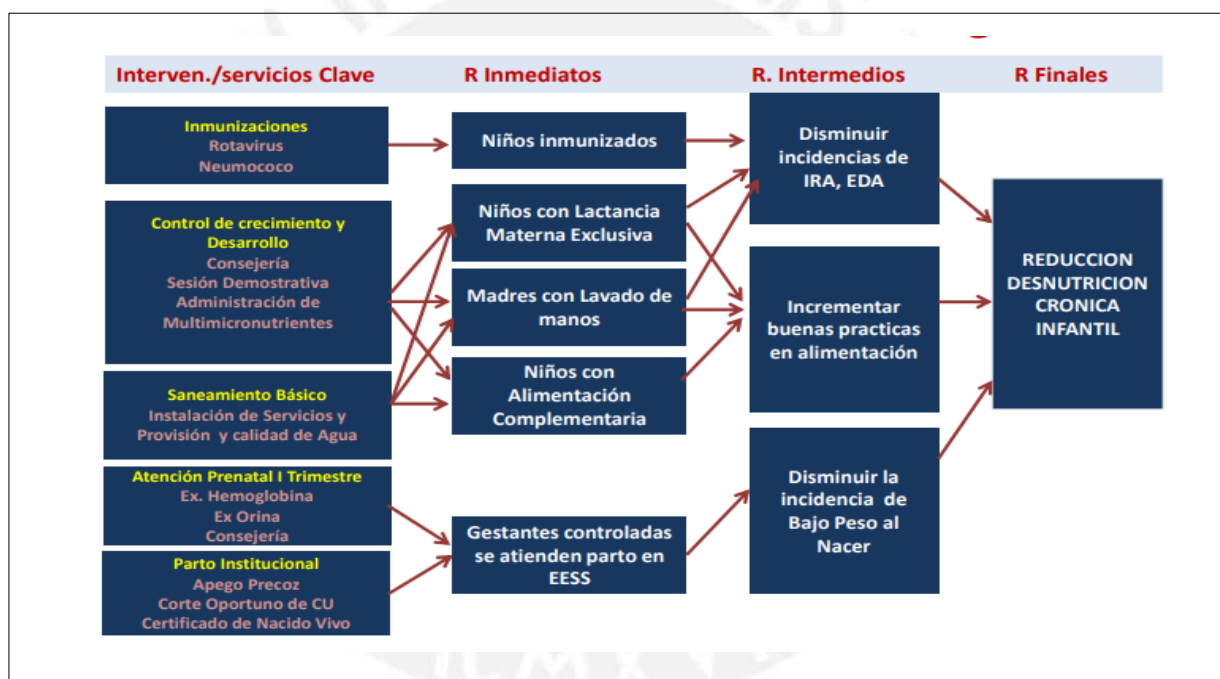 Interven./servicios Clave
R Inmediatos
R. Intermedios
R Finales
Inmunizaciones
Rotavirus
Neumococo
Control de crecimiento y
Desarrollo
Consejería
Sesión Demostrativa
Administración de
Multimicronutrientes
Saneamiento Básico
Instalación de Servicios y
Provisión y calidad de Agua
Atención Prenatal I Trimestre
Ex. Hemoglobina
Ex Orina
Consejería
Parto Institucional
Apego Precoz
Corte Oportuno de CU
Certificado de Nacido Vivo
Niños inmunizados
Niños con Lactancia
Materna Exclusiva
Madres con Lavado de
manos
Niños con
Alimentación
Complementaria
Gestantes controladas
se atienden parto en
EESS
Disminuir
incidencias de
IRA, EDA
Incrementar
buenas practicas
en alimentación
Disminuir la
incidencia de
Bajo Peso al
Nacer
REDUCCION
DESNUTRICION
CRONICA
INFANTIL